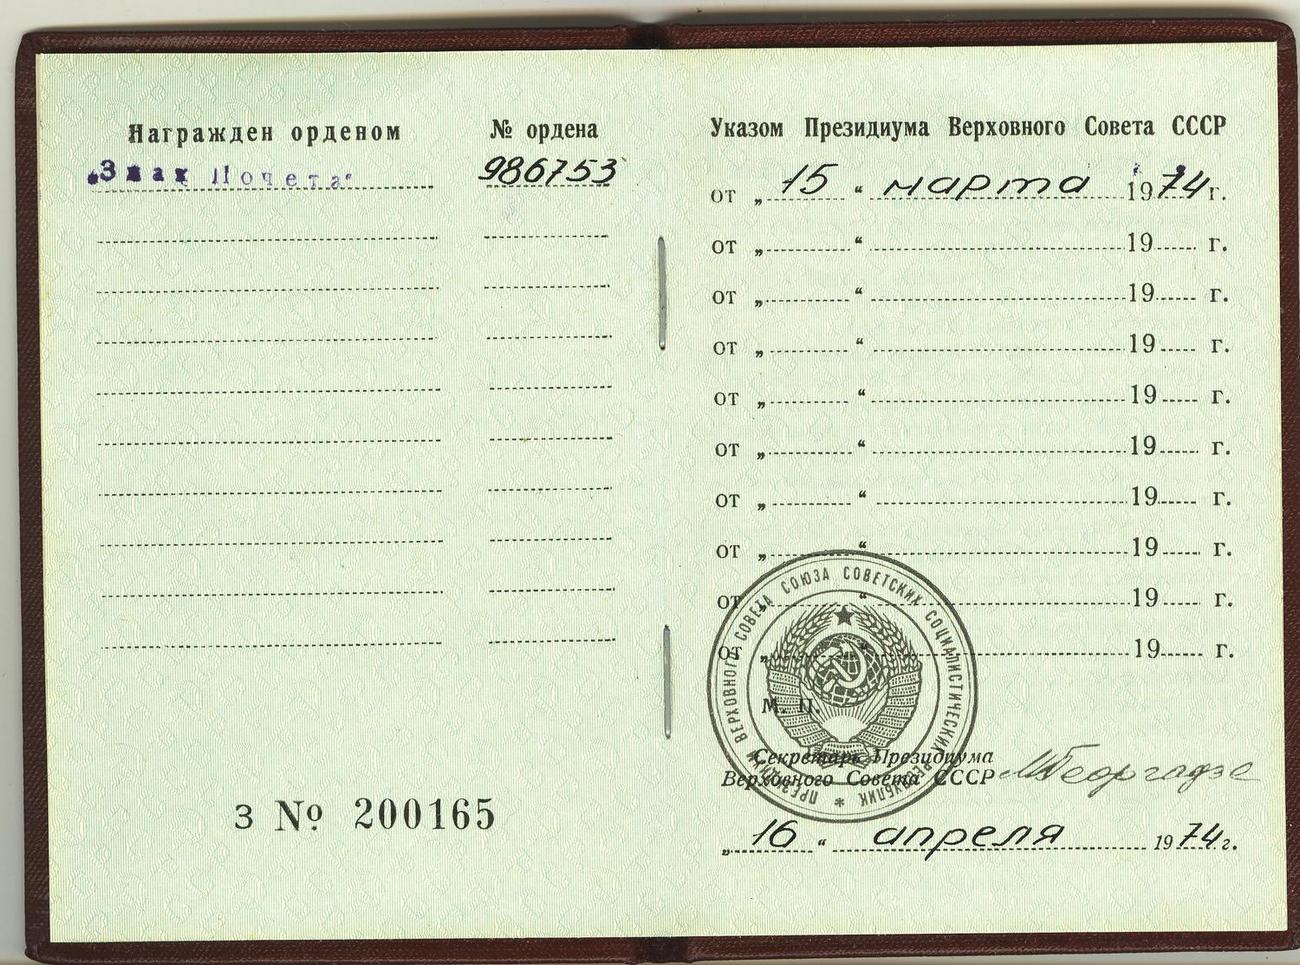 Награжден орденом
№ ордена
„Знак Почета“
986753
З № 200165
Указом Президиума Верховного Совета СССР
от „ 15 “ марта 1974 г.
от „ “ 19 г.
от „ “ 19 г.
от „ “ 19 г.
от „ “ 19 г.
от „ “ 19 г.
от „ “ 19 г.
от „ “ 19 г.
от „ “ 19 г.
от „ “ 19 г.
ПРЕЗИДИУМ ВЕРХОВНОГО СОВЕТА СОЮЗА СОВЕТСКИХ СОЦИАЛИСТИЧЕСКИХ РЕСПУБЛИК *
М. П.
Секретарь Президиума
Верховного Совета СССР МГеоргадзе
„ 16 “ апреля 1974 г.